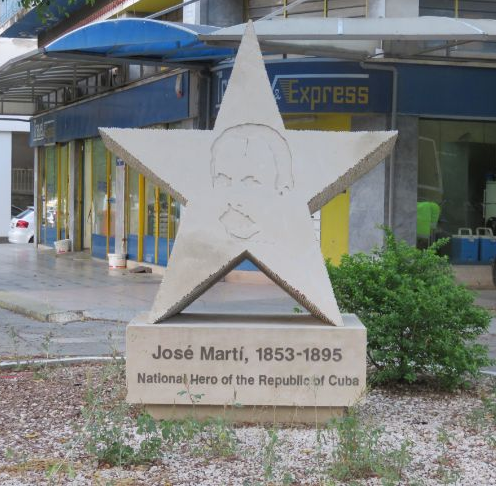 & Express
José Martí, 1853-1895
National Hero of the Republic of Cuba